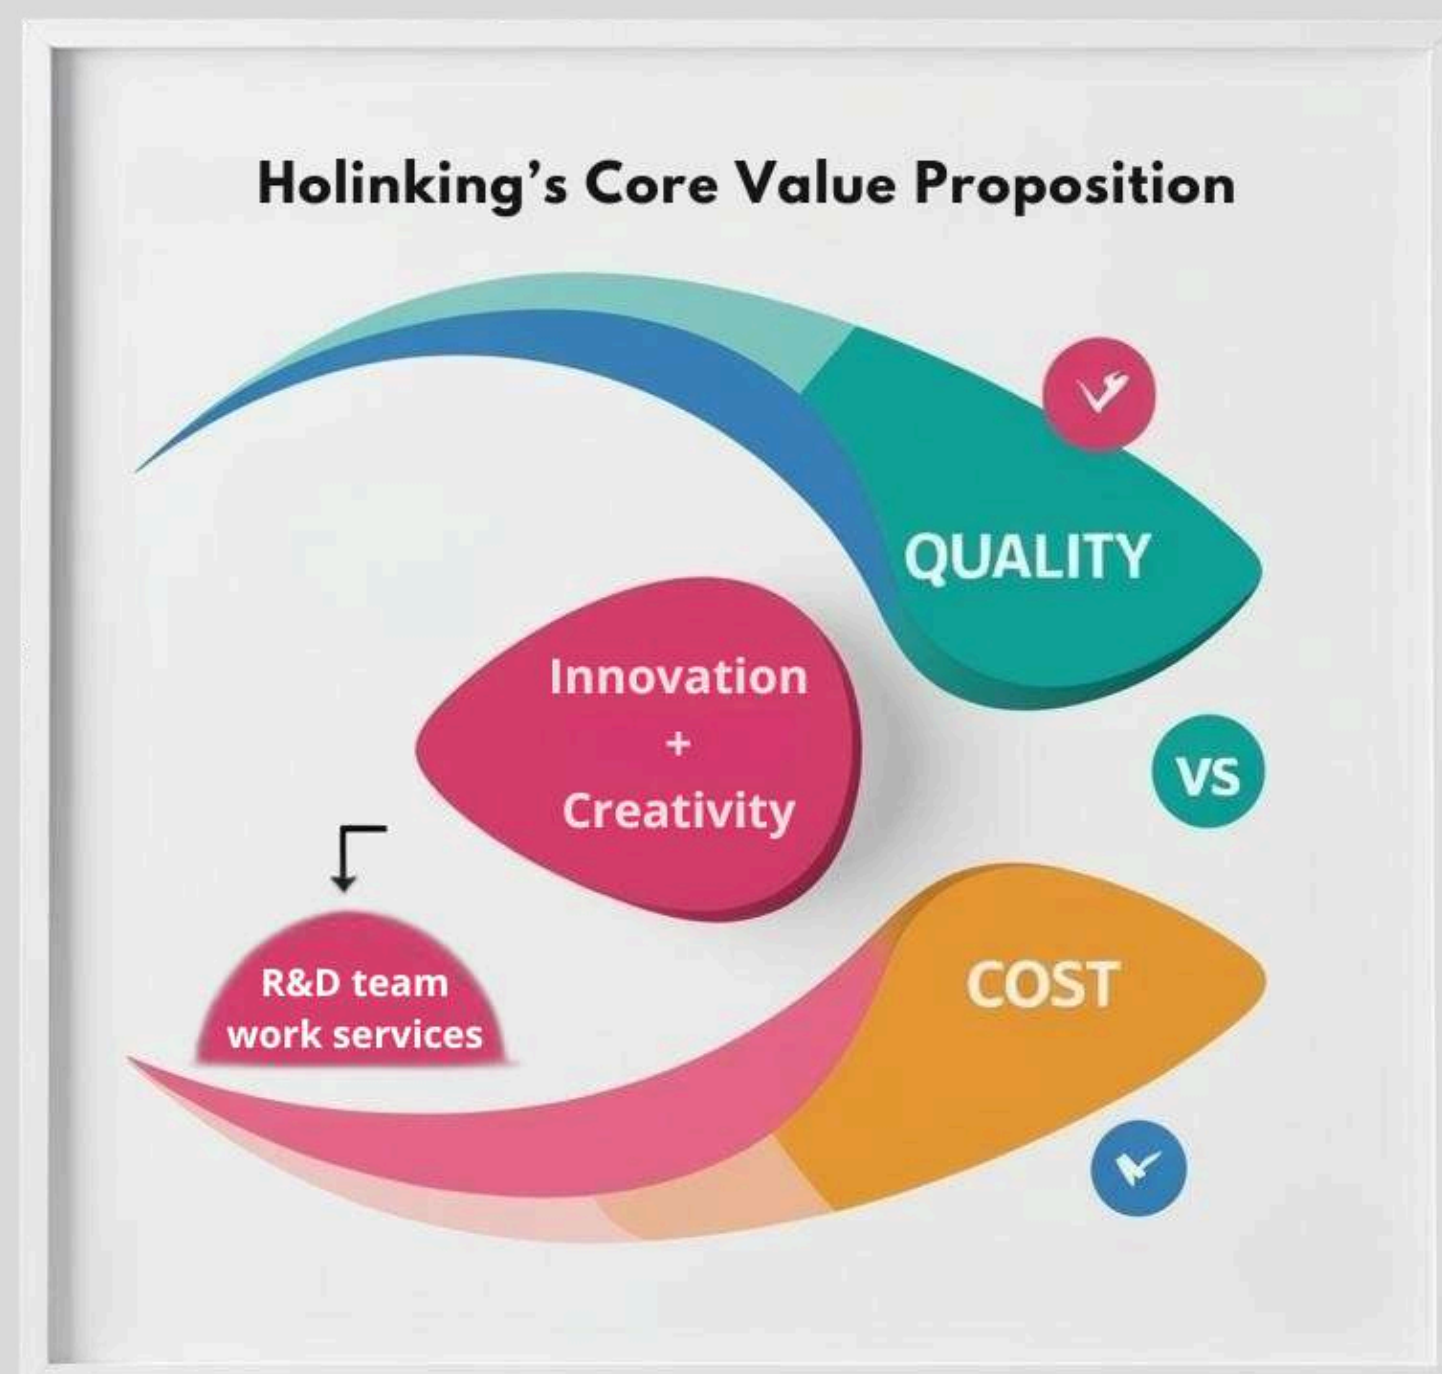 Holinking’s Core Value Proposition
QUALITY
Innovation
+
Creativity
VS
R&D team
work services
COST